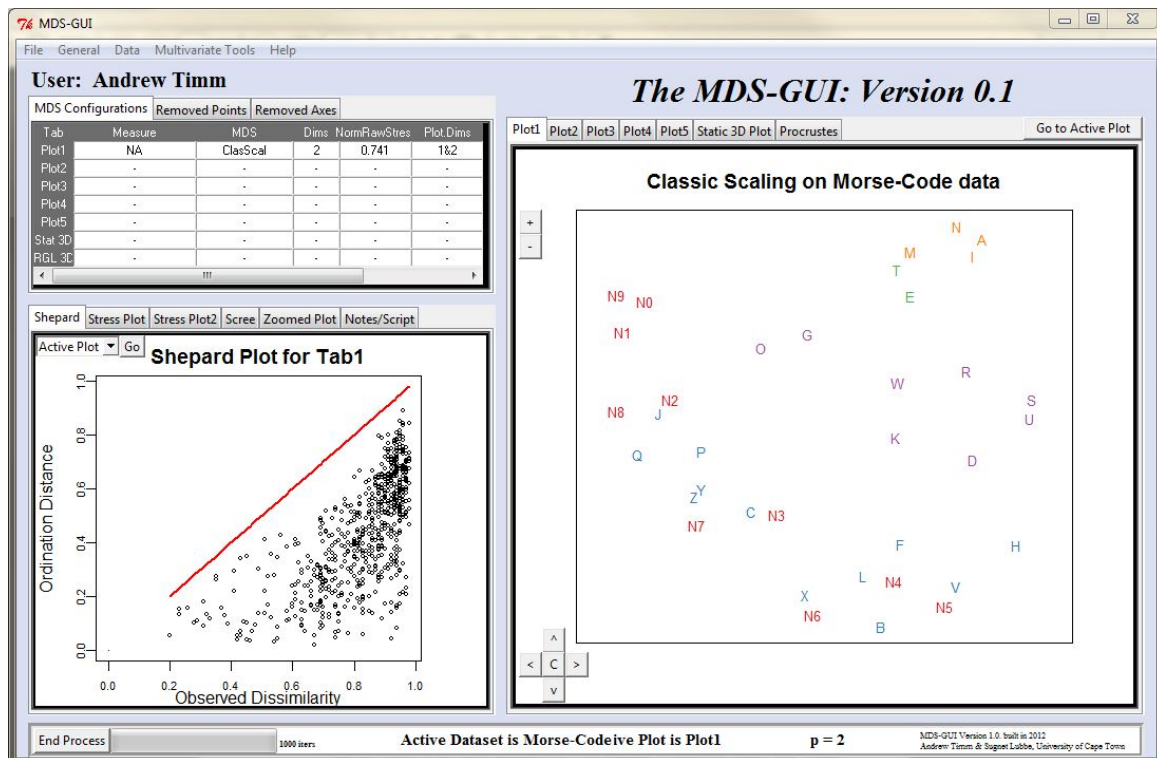 MDS-GUI
File General Data Multivariate Tools Help
User: Andrew Timm
The MDS-GUI: Version 0.1
MDS Configurations Removed Points Removed Axes
Tab Measure MDS Dims NormRawStres Plot.Dims
Plot1 NA ClasScal 2 0.741 1&2
Plot2 - - - - -
Plot3 - - - - -
Plot4 - - - - -
Plot5 - - - - -
Stat 3D - - - - -
RGL 3D - - - - -
Shepard Stress Plot Stress Plot2 Scree Zoomed Plot Notes/Script
Active Plot Go
Shepard Plot for Tab1
Ordination Distance
1.0
0.8
0.6
0.4
0.2
0.0
0.0 0.2 0.4 0.6 0.8 1.0
Observed Dissimilarity
Plot1 Plot2 Plot3 Plot4 Plot5 Static 3D Plot Procrustes Go to Active Plot
Classic Scaling on Morse-Code data
+
-
N
A
M I
T
N9 N0 E
N1 O G
W R
N8 J N2 S
U
K
Q P D
Z Y
N7 C N3
F H
L N4 V
X N6 N5
B
^
< C >
v
End Process 1000 iters Active Dataset is Morse-Codeive Plot is Plot1 p = 2
MDS-GUI Version 1.0. built in 2012
Andrew Timm & Sugnet Lubbe, University of Cape Town